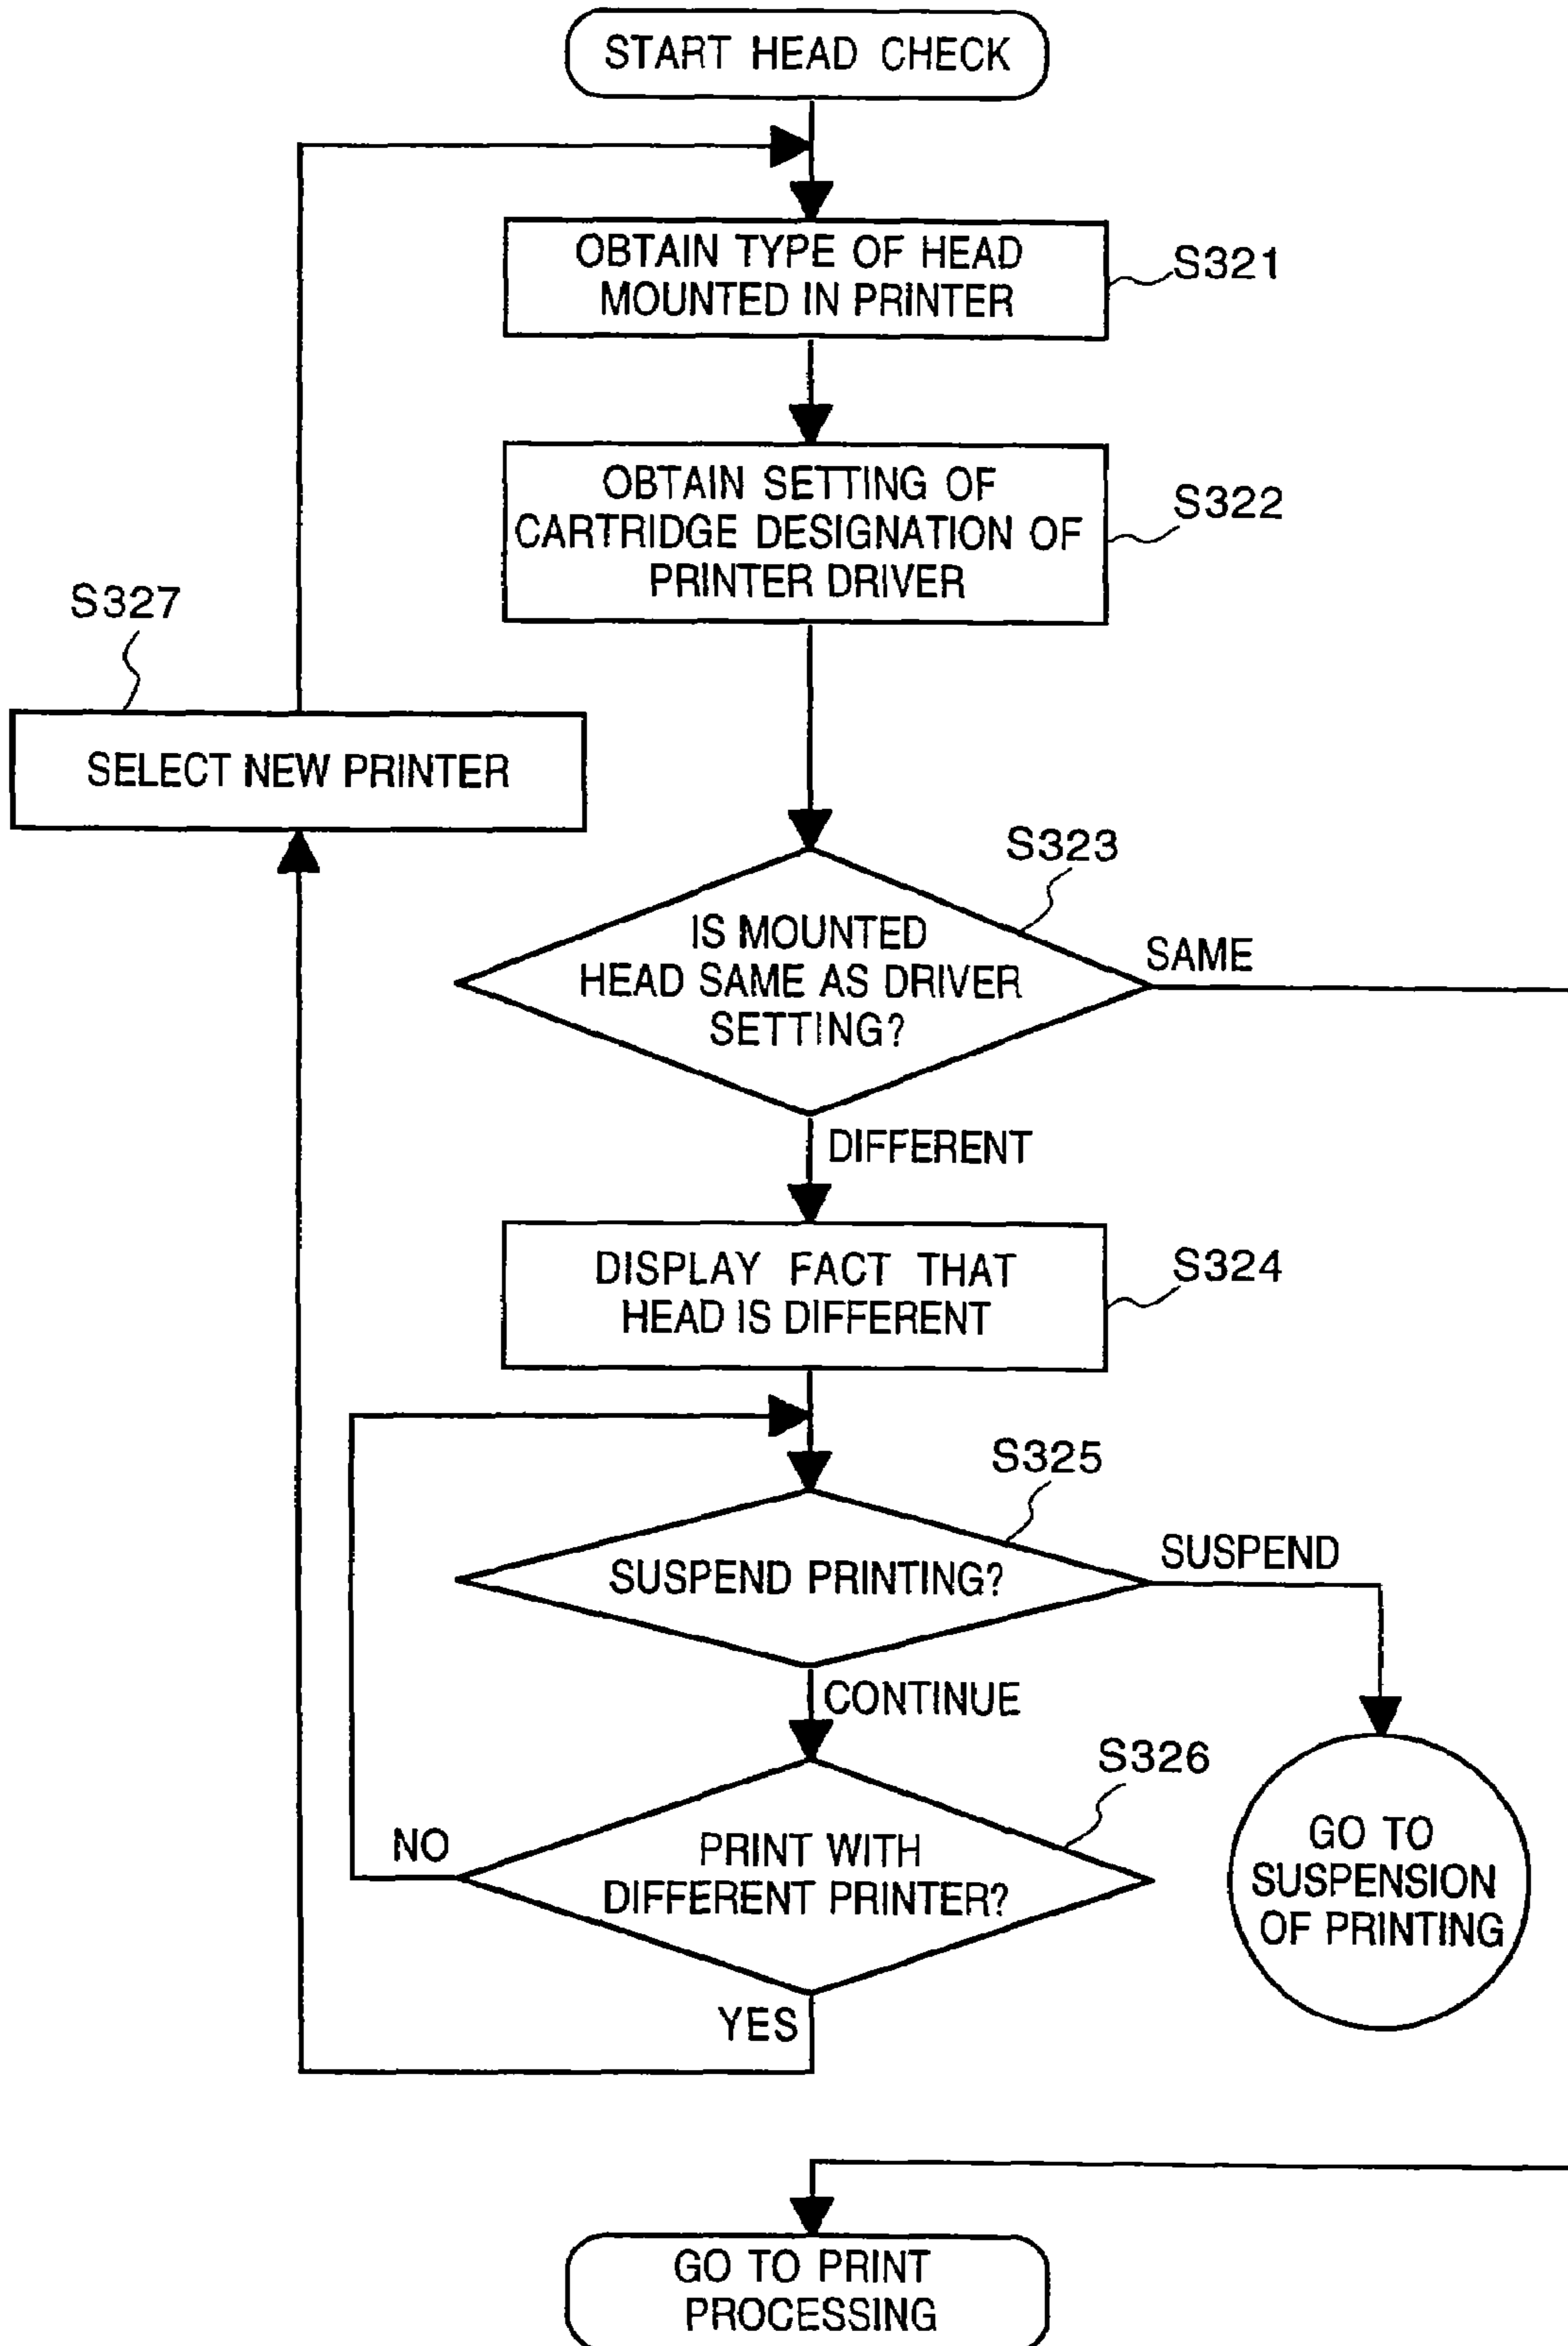 START HEAD CHECK
OBTAIN TYPE OF HEAD
MOUNTED IN PRINTER
S321
OBTAIN SETTING OF
CARTRIDGE DESIGNATION OF
PRINTER DRIVER
S322
S327
SELECT NEW PRINTER
S323
IS MOUNTED
HEAD SAME AS DRIVER
SETTING?
SAME
DIFFERENT
DISPLAY FACT THAT
HEAD IS DIFFERENT
S324
S325
SUSPEND PRINTING?
SUSPEND
CONTINUE
S326
PRINT WITH
DIFFERENT PRINTER?
NO
YES
GO TO
SUSPENSION
OF PRINTING
GO TO PRINT
PROCESSING